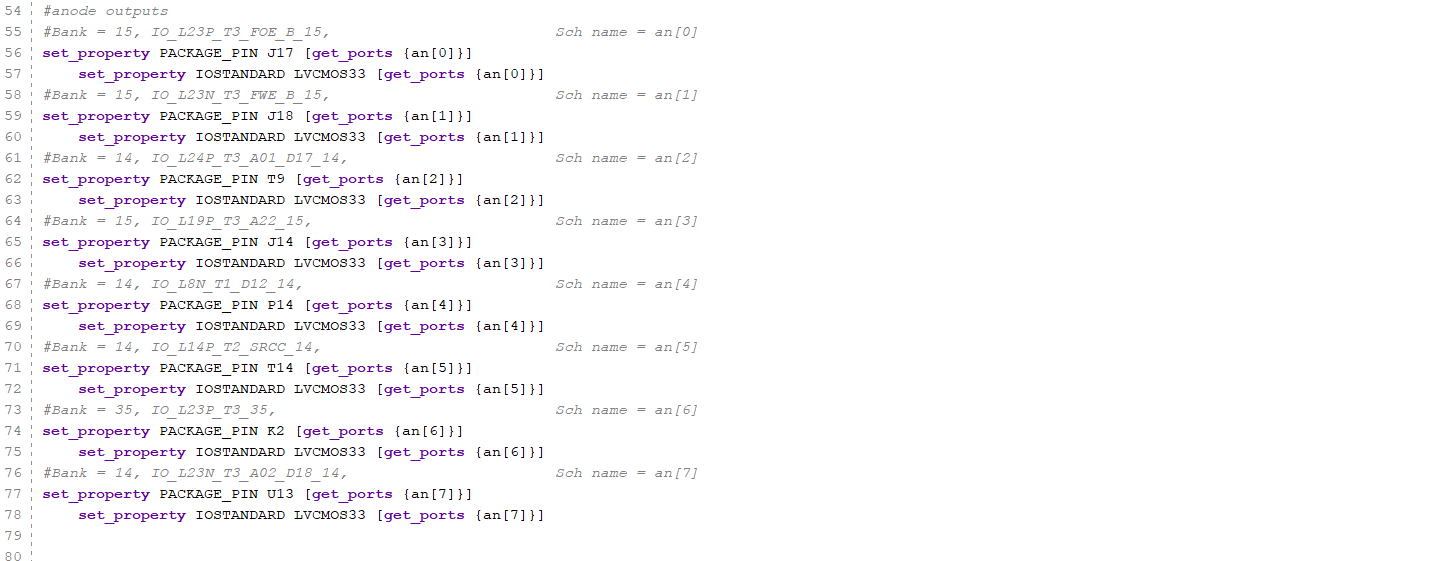 54 #anode outputs
55 #Bank = 15, IO_L23P_T3_FOE_B_15, Sch name = an[0]
56 set_property PACKAGE_PIN J17 [get_ports {an[0]}]
57 set_property IOSTANDARD LVCMOS33 [get_ports {an[0]}]
58 #Bank = 15, IO_L23N_T3_FWE_B_15, Sch name = an[1]
59 set_property PACKAGE_PIN J18 [get_ports {an[1]}]
60 set_property IOSTANDARD LVCMOS33 [get_ports {an[1]}]
61 #Bank = 14, IO_L24P_T3_A01_D17_14, Sch name = an[2]
62 set_property PACKAGE_PIN T9 [get_ports {an[2]}]
63 set_property IOSTANDARD LVCMOS33 [get_ports {an[2]}]
64 #Bank = 15, IO_L19P_T3_A22_15, Sch name = an[3]
65 set_property PACKAGE_PIN J14 [get_ports {an[3]}]
66 set_property IOSTANDARD LVCMOS33 [get_ports {an[3]}]
67 #Bank = 14, IO_L8N_T1_D12_14, Sch name = an[4]
68 set_property PACKAGE_PIN P14 [get_ports {an[4]}]
69 set_property IOSTANDARD LVCMOS33 [get_ports {an[4]}]
70 #Bank = 14, IO_L14P_T2_SRCC_14, Sch name = an[5]
71 set_property PACKAGE_PIN T14 [get_ports {an[5]}]
72 set_property IOSTANDARD LVCMOS33 [get_ports {an[5]}]
73 #Bank = 35, IO_L23P_T3_35, Sch name = an[6]
74 set_property PACKAGE_PIN K2 [get_ports {an[6]}]
75 set_property IOSTANDARD LVCMOS33 [get_ports {an[6]}]
76 #Bank = 14, IO_L23N_T3_A02_D18_14, Sch name = an[7]
77 set_property PACKAGE_PIN U13 [get_ports {an[7]}]
78 set_property IOSTANDARD LVCMOS33 [get_ports {an[7]}]
79
80